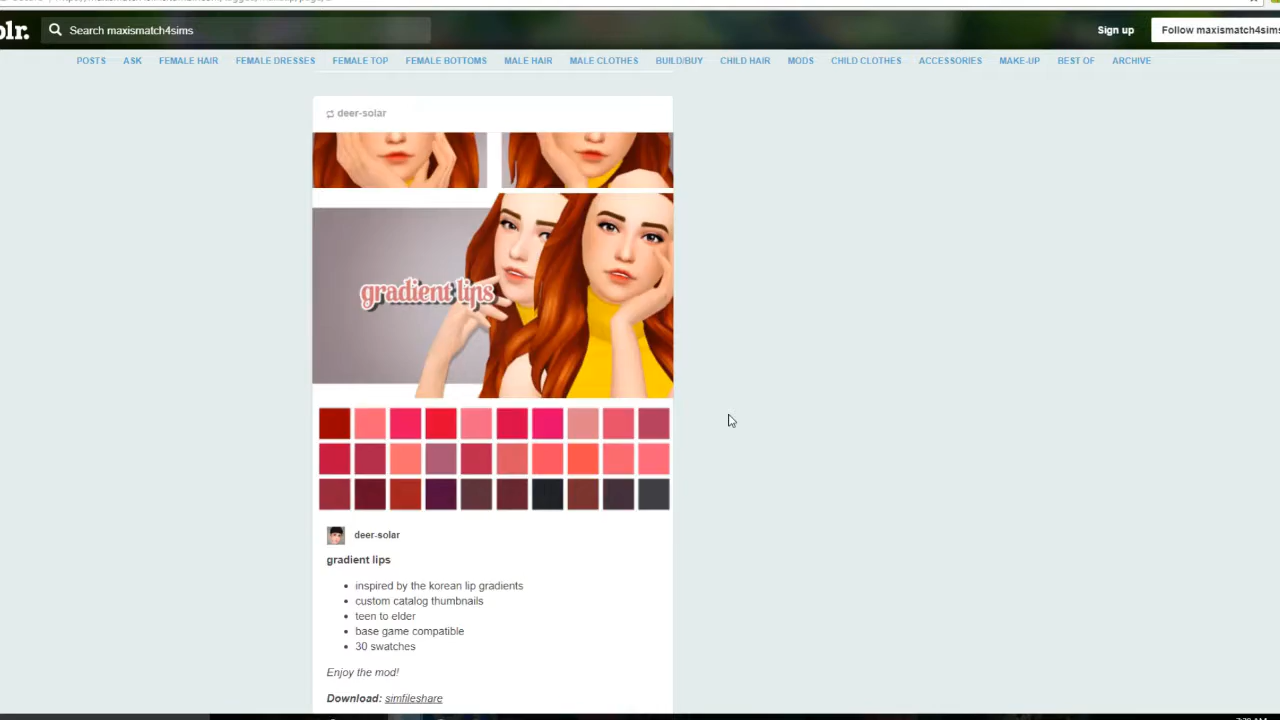 lr.
Search maxismatch4sims
Sign up
Follow maxismatch4sims
POSTS ASK FEMALE HAIR FEMALE DRESSES FEMALE TOP FEMALE BOTTOMS MALE HAIR MALE CLOTHES BUILD/BUY CHILD HAIR MODS CHILD CLOTHES ACCESSORIES MAKE-UP BEST OF ARCHIVE
deer-solar
gradient lips
deer-solar
gradient lips
inspired by the korean lip gradients
custom catalog thumbnails
teen to elder
base game compatible
30 swatches
Enjoy the mod!
Download: simfileshare